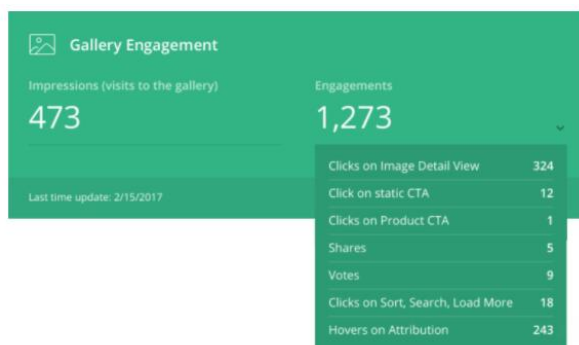 Gallery Engagement
Impressions (visits to the gallery)
473
Engagements
1,273
Clicks on Image Detail View 324
Click on static CTA 12
Clicks on Product CTA 1
Shares 5
Votes 9
Clicks on Sort, Search, Load More 18
Hovers on Attribution 243
Last time update: 2/15/2017